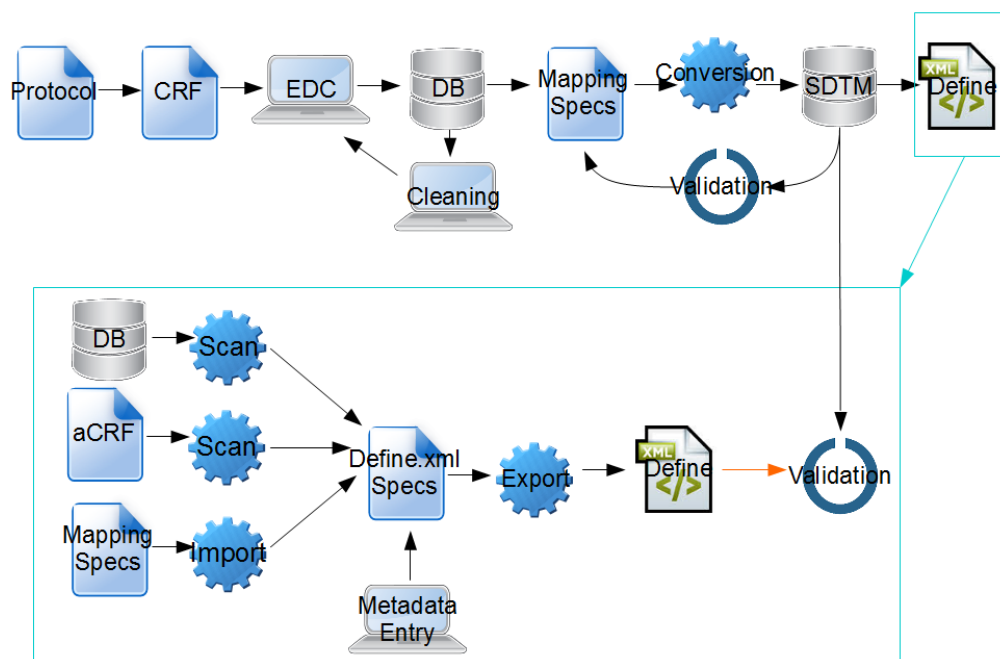 Protocol
CRF
EDC
DB
Mapping
Specs
Conversion
SDTM
XML
Define
</>
Cleaning
Validation
DB
Scan
aCRF
Scan
Mapping
Specs
Import
Define.xml
Specs
Export
XML
Define
</>
Validation
Metadata
Entry